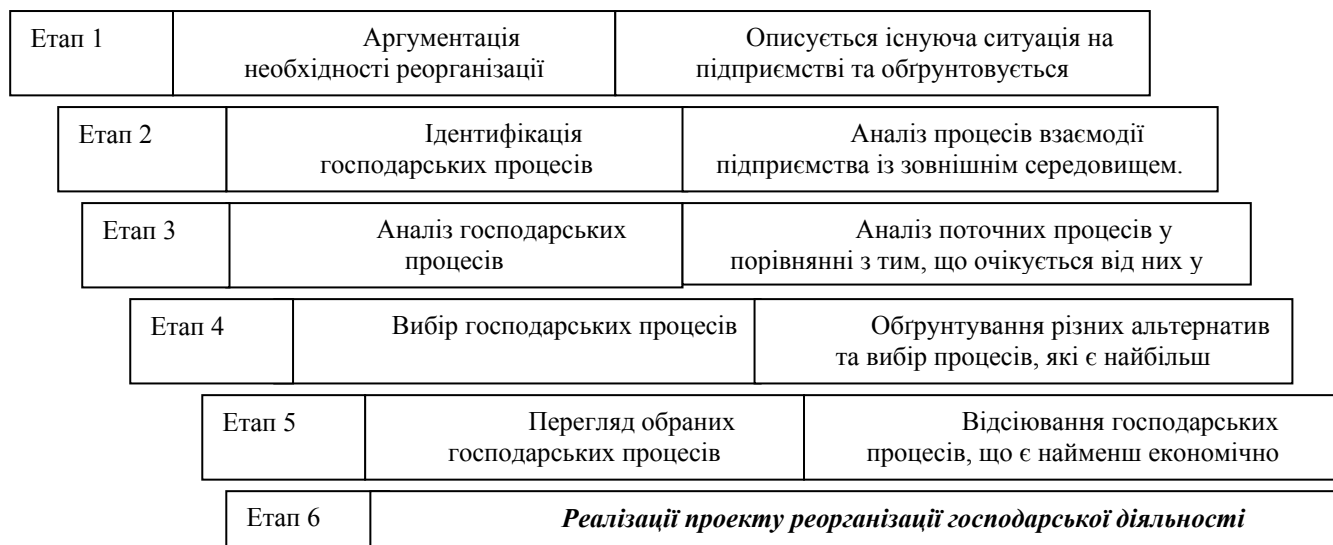 Етап 1
Аргументація
необхідності реорганізації
Описується існуюча ситуація на
підприємстві та обґрунтовується
Етап 2
Ідентифікація
господарських процесів
Аналіз процесів взаємодії
підприємства із зовнішнім середовищем.
Етап 3
Аналіз господарських
процесів
Аналіз поточних процесів у
порівнянні з тим, що очікується від них у
Етап 4
Вибір господарських процесів
Обґрунтування різних альтернатив
та вибір процесів, які є найбільш
Етап 5
Перегляд обраних
господарських процесів
Відсіювання господарських
процесів, що є найменш економічно
Етап 6
Реалізації проекту реорганізації господарської діяльності